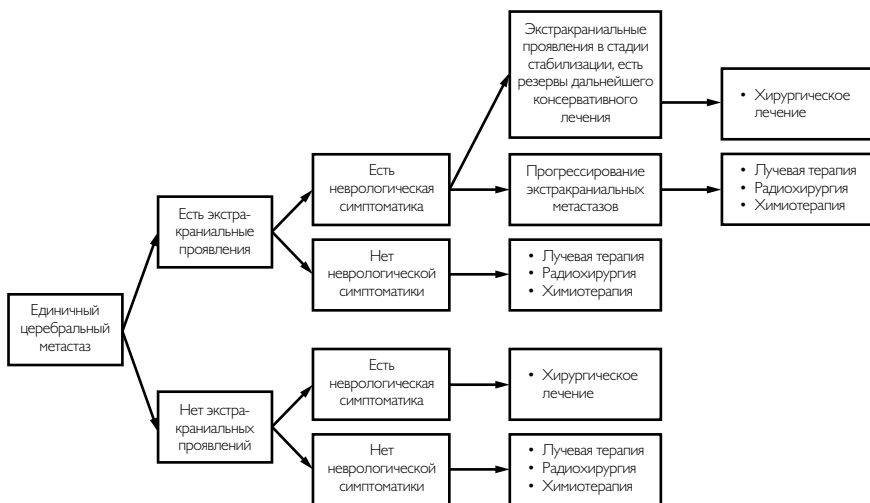 Единичный
церебральный
метастаз
Есть экстра-
краниальные
проявления
Есть
неврологическая
симптоматика
Экстракраниальные
проявления в стадии
стабилизации, есть
резервы дальнейшего
консервативного
лечения
• Хирургическое
лечение
Прогрессирование
экстракраниальных
метастазов
• Лучевая терапия
• Радиохирургия
• Химиотерапия
Нет
неврологической
симптоматики
• Лучевая терапия
• Радиохирургия
• Химиотерапия
Нет экстра-
краниальных
проявлений
Есть
неврологическая
симптоматика
• Хирургическое
лечение
Нет
неврологической
симптоматики
• Лучевая терапия
• Радиохирургия
• Химиотерапия